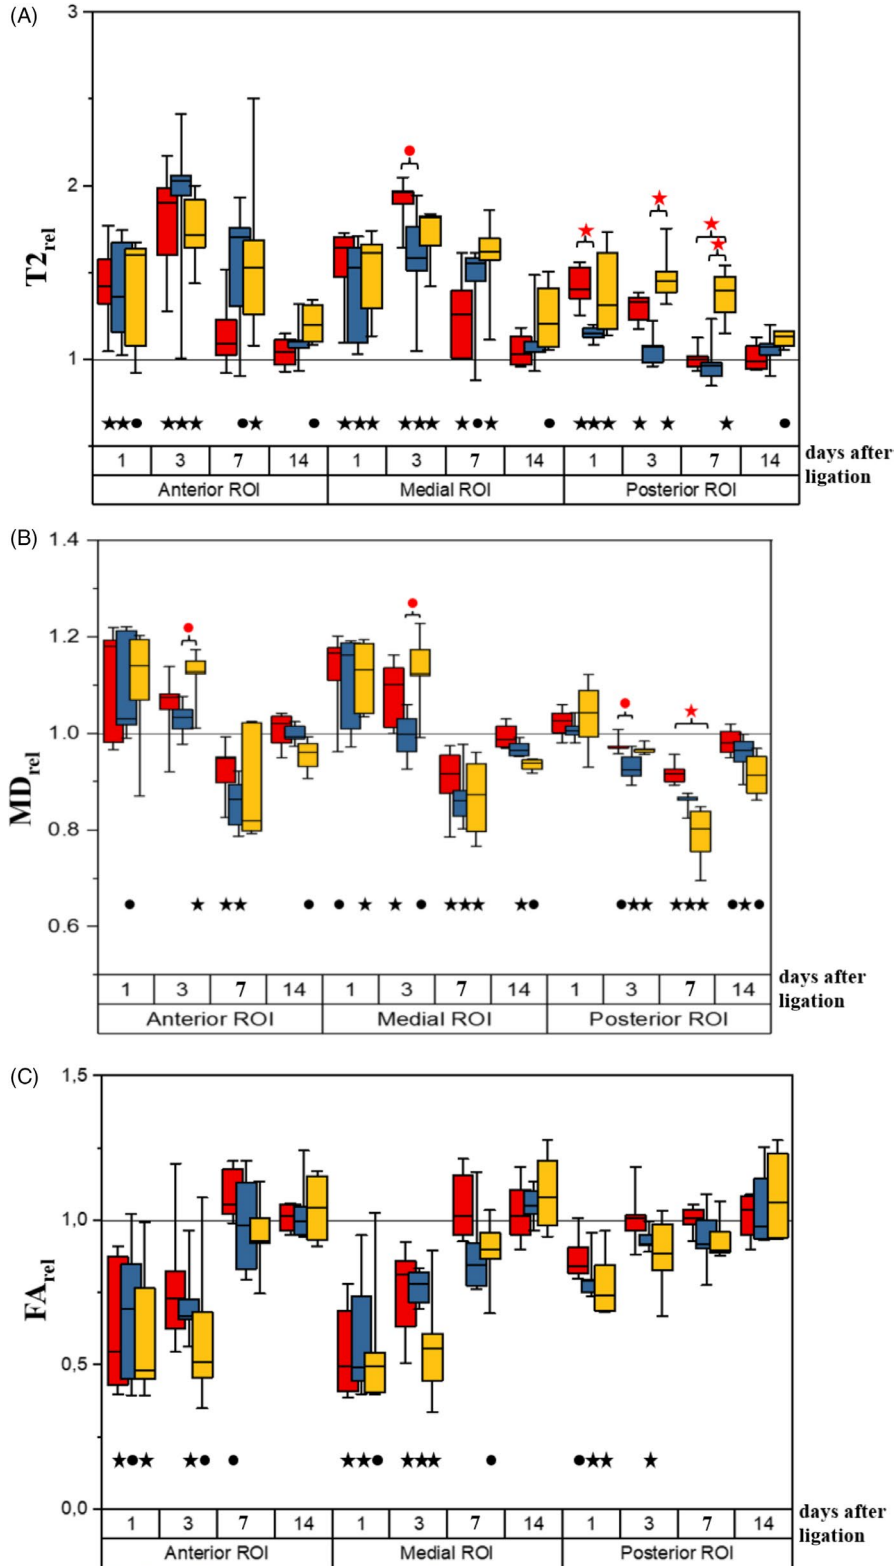 (A)
3
2
1
T2rel
1 3 7 14 1 3 7 14 1 3 7 14
days after
ligation
Anterior ROI Medial ROI Posterior ROI
(B)
1.4
1.2
1.0
0.8
0.6
MDrel
1 3 7 14 1 3 7 14 1 3 7 14
days after
ligation
Anterior ROI Medial ROI Posterior ROI
(C)
1,5
1.0
0,5
0,0
FArel
1 3 7 14 1 3 7 14 1 3 7 14
days after
ligation
Anterior ROI Medial ROI Posterior ROI